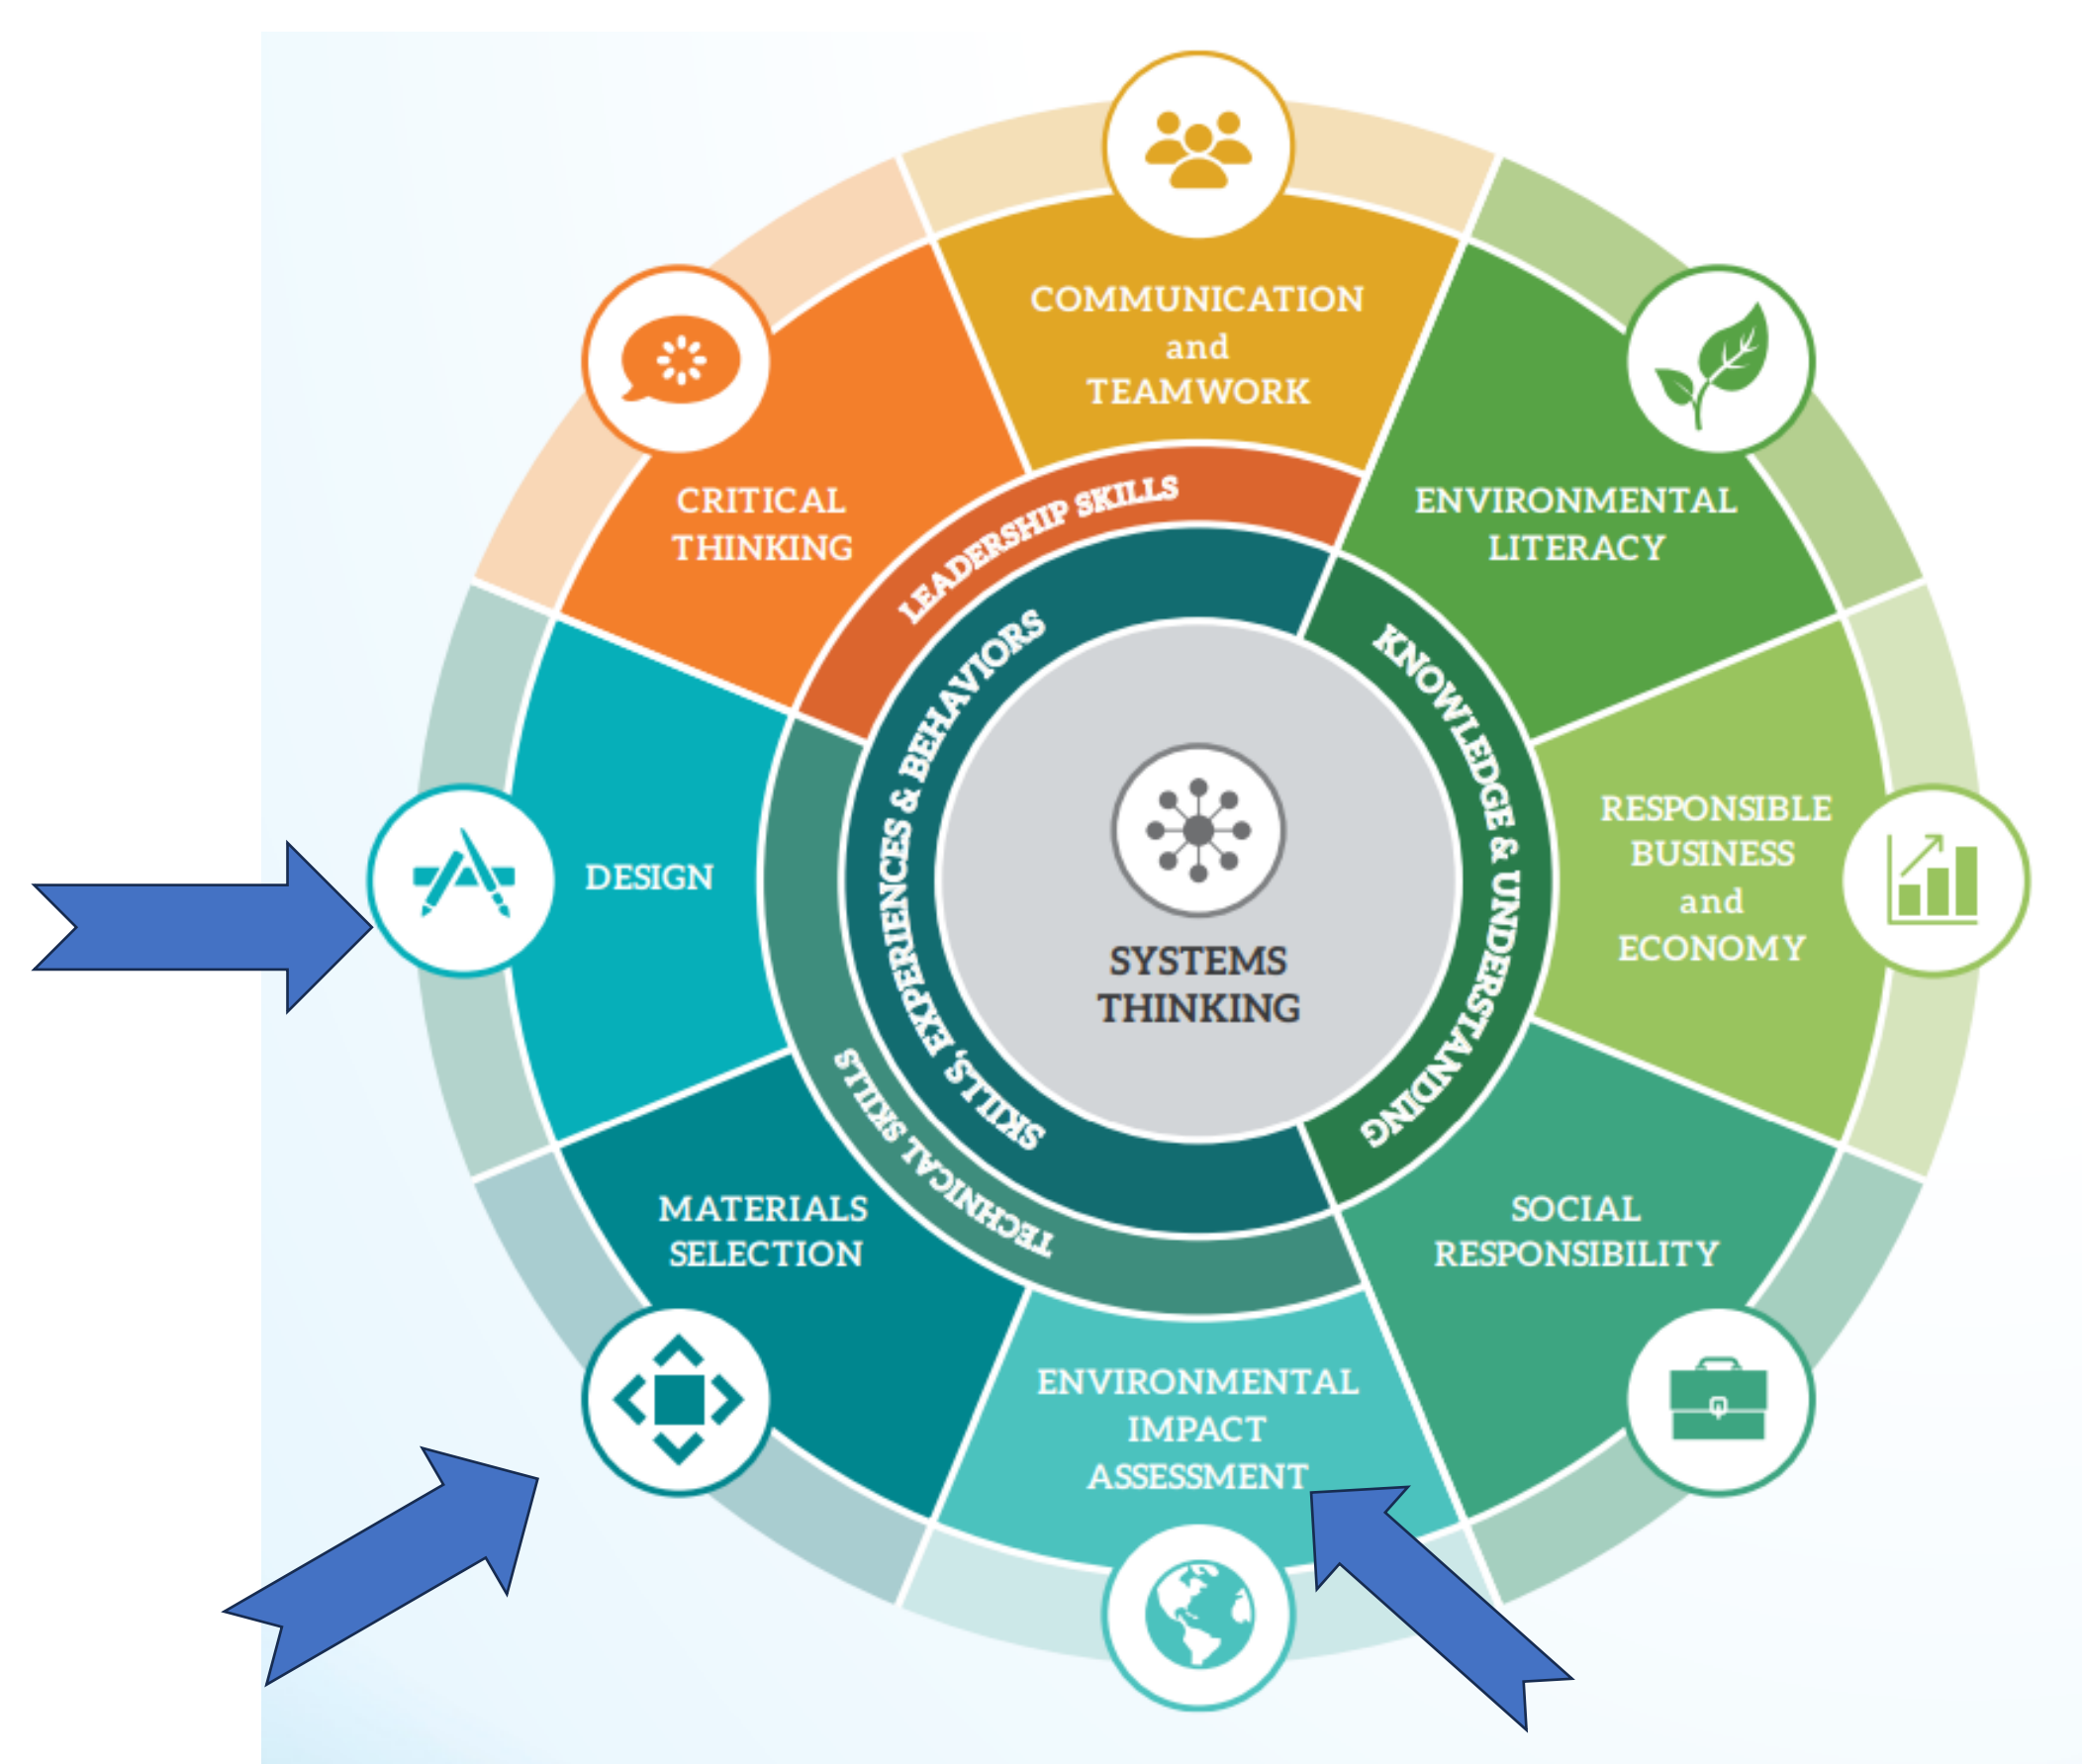 COMMUNICATION
and
TEAMWORK
ENVIRONMENTAL
LITERACY
RESPONSIBLE
BUSINESS
and
ECONOMY
SOCIAL
RESPONSIBILITY
ENVIRONMENTAL
IMPACT
ASSESSMENT
MATERIALS
SELECTION
DESIGN
CRITICAL
THINKING
LEADERSHIP SKILLS
TECHNICAL SKILLS
SKILLS, EXPERIENCES & BEHAVIORS
KNOWLEDGE & UNDERSTANDING
SYSTEMS
THINKING